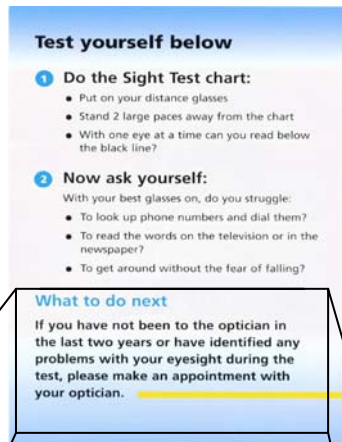 Test yourself below
1 Do the Sight Test chart:
• Put on your distance glasses
• Stand 2 large paces away from the chart
• With one eye at a time can you read below
the black line?
2 Now ask yourself:
With your best glasses on, do you struggle:
• To look up phone numbers and dial them?
• To read the words on the television or in the
newspaper?
• To get around without the fear of falling?
What to do next
If you have not been to the optician in
the last two years or have identified any
problems with your eyesight during the
test, please make an appointment with
your optician.